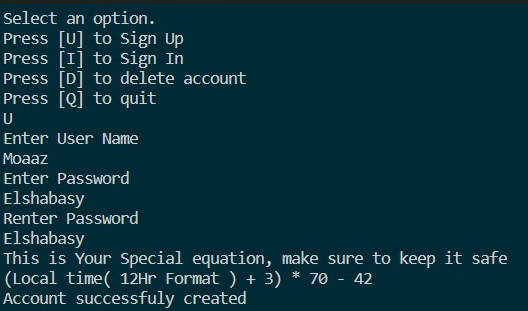 Select an option.
Press [U] to Sign Up
Press [I] to Sign In
Press [D] to delete account
Press [Q] to quit
U
Enter User Name
Moaaz
Enter Password
Elshabasy
Renter Password
Elshabasy
This is Your Special equation, make sure to keep it safe
(Local time( 12Hr Format ) + 3) * 70 - 42
Account successfuly created